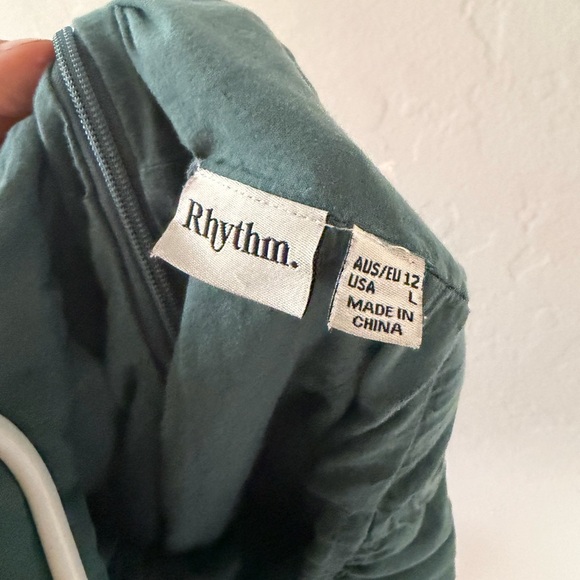 Rhythm.
AUS/EU 12
USA L
MADE IN
CHINA